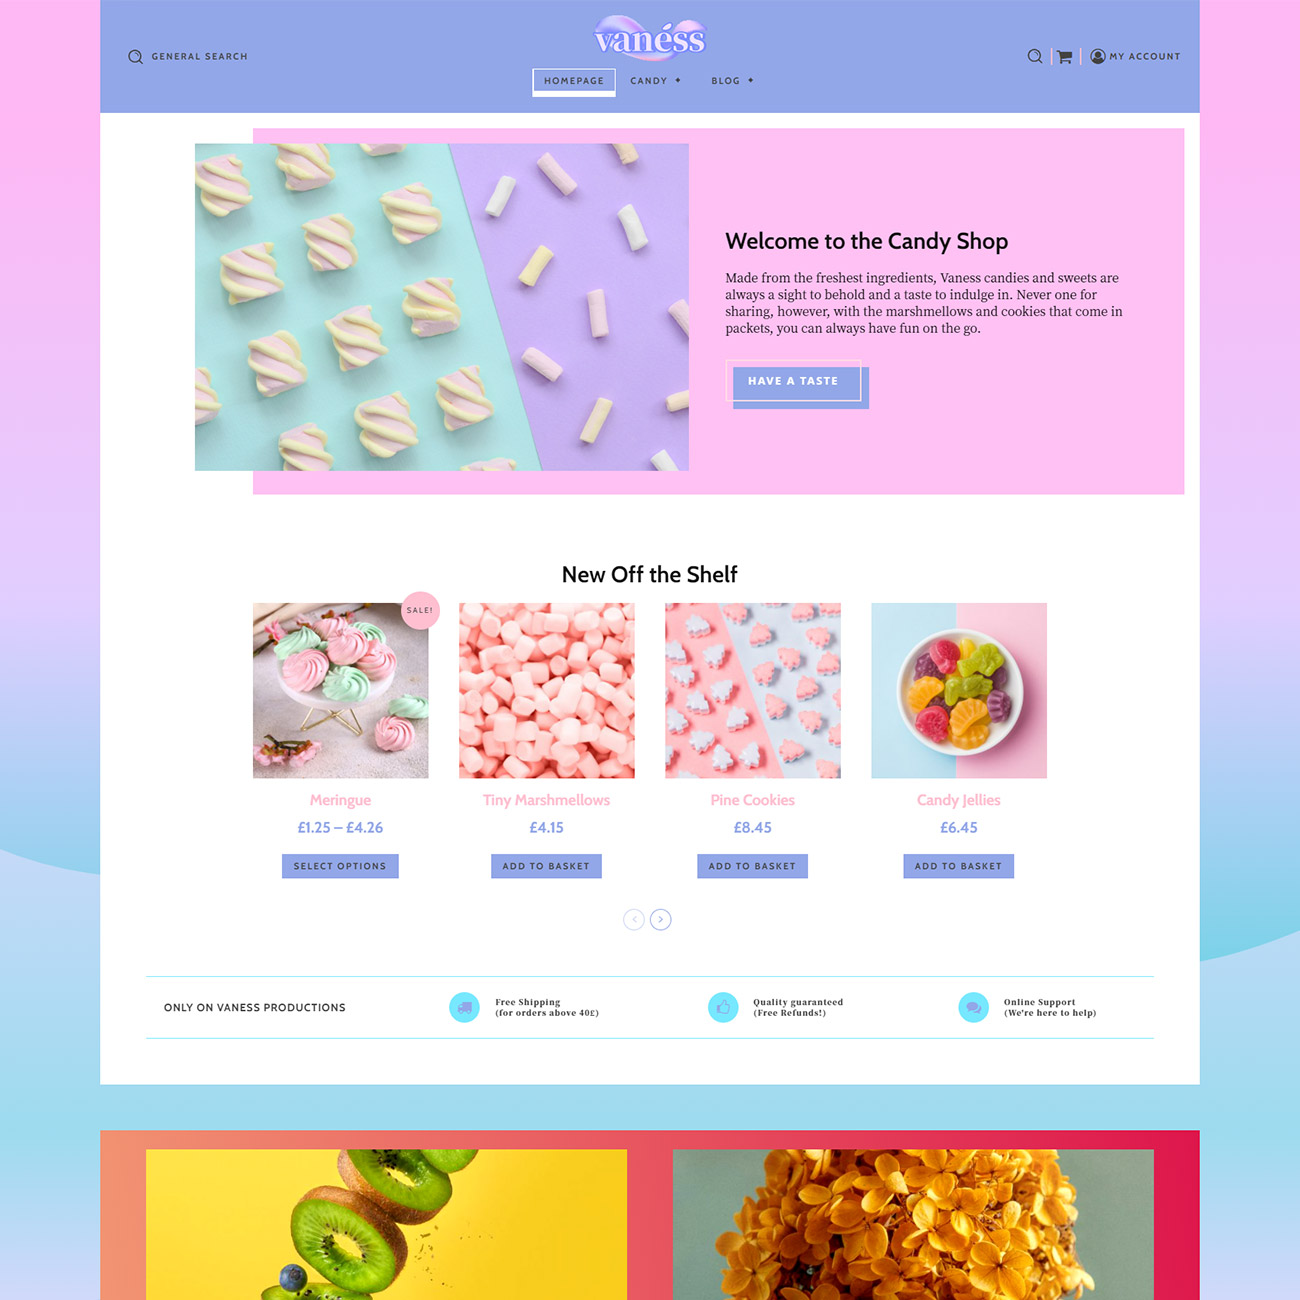 vanéss
GENERAL SEARCH
MY ACCOUNT
HOMEPAGE
CANDY
BLOG
Welcome to the Candy Shop
Made from the freshest ingredients, Vaness candies and sweets are
always a sight to behold and a taste to indulge in. Never one for
sharing, however, with the marshmellows and cookies that come in
packets, you can always have fun on the go.
HAVE A TASTE
New Off the Shelf
SALE!
Meringue
Tiny Marshmellows
Pine Cookies
Candy Jellies
£1.25 – £4.26
£4.15
£8.45
£6.45
SELECT OPTIONS
ADD TO BASKET
ADD TO BASKET
ADD TO BASKET
ONLY ON VANESS PRODUCTIONS
Free Shipping
(for orders above 40£)
Quality guaranteed
(Free Refunds!)
Online Support
(We're here to help)